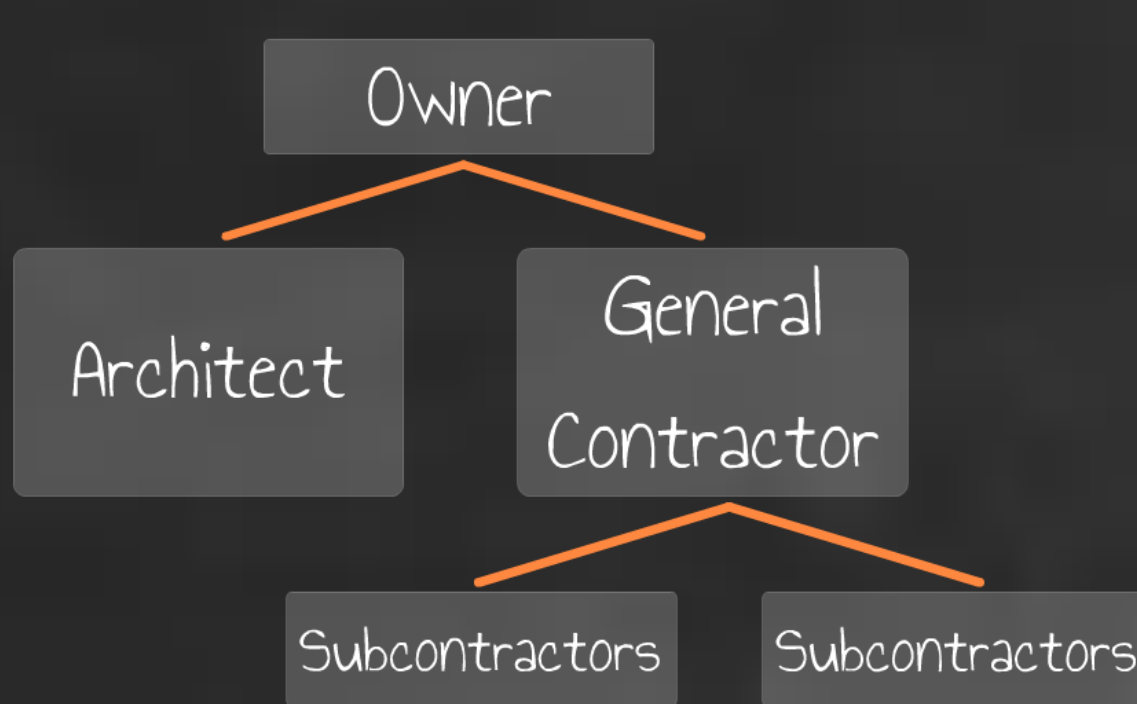 Owner
Architect
General
Contractor
Subcontractors
Subcontractors